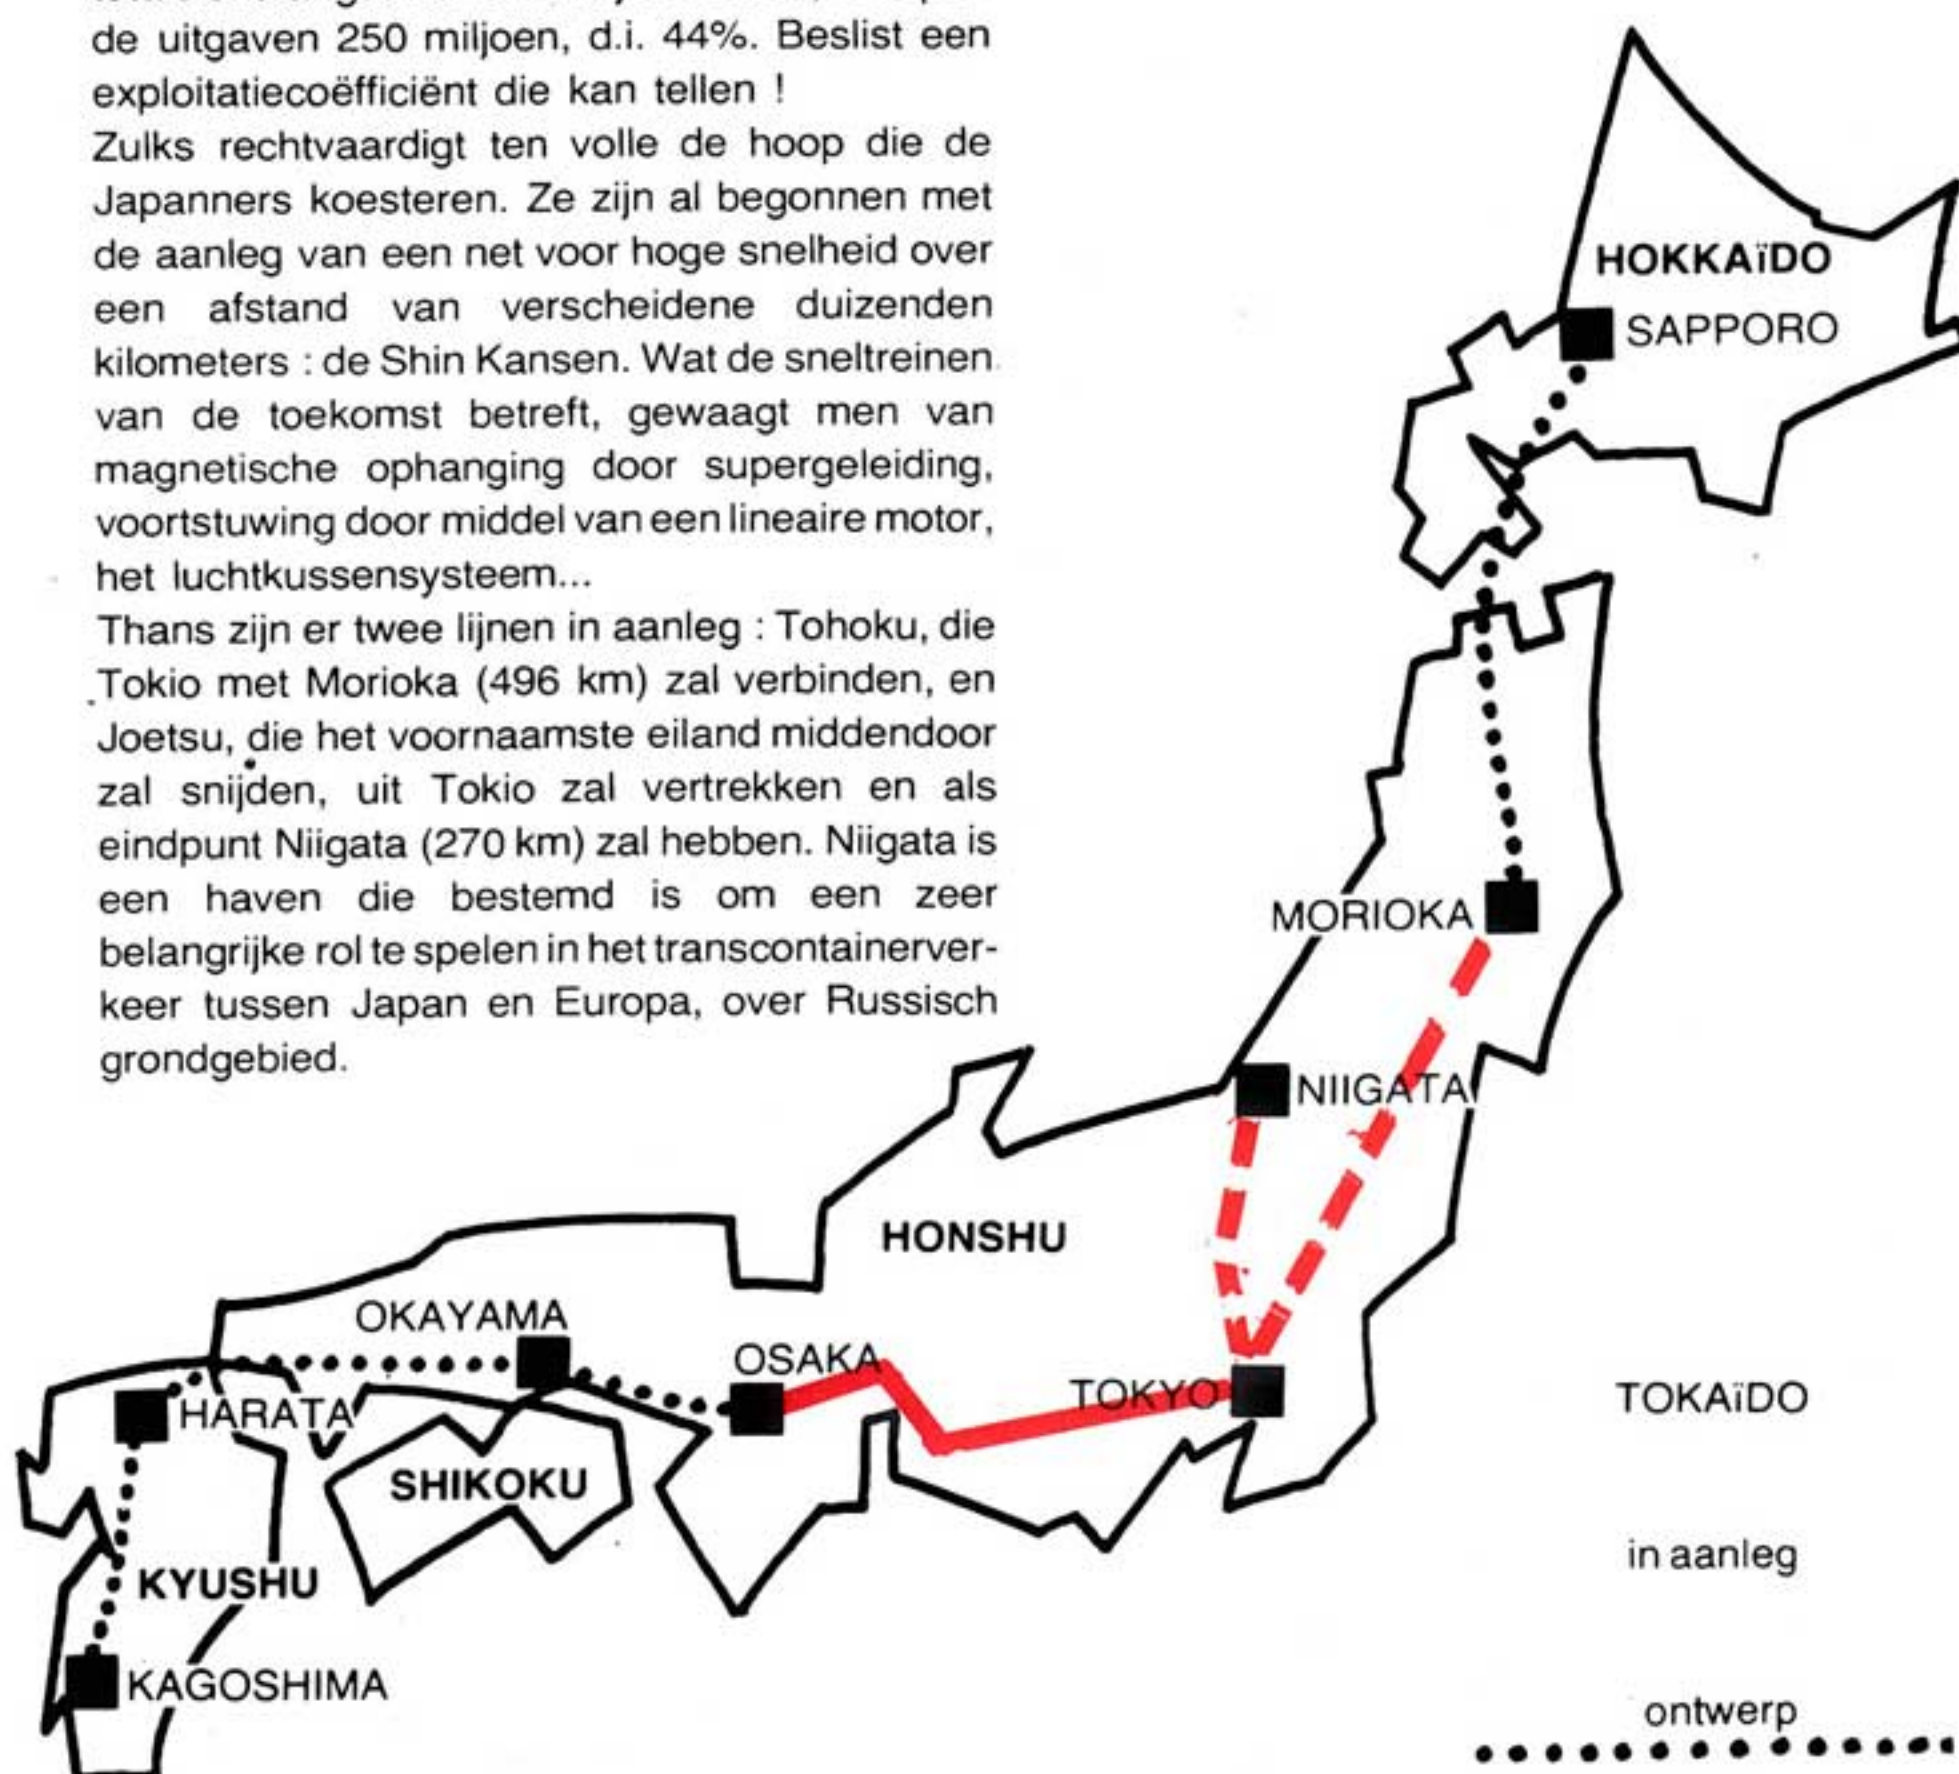 de uitgaven 250 miljoen, d.i. 44%. Beslist een
exploitatiecoëfficiënt die kan tellen !
Zulks rechtvaardigt ten volle de hoop die de
Japanners koesteren. Ze zijn al begonnen met
de aanleg van een net voor hoge snelheid over
een afstand van verscheidene duizenden
kilometers : de Shin Kansen. Wat de sneltreinen
van de toekomst betreft, gewaagt men van
magnetische ophanging door supergeleiding,
voortstuwing door middel van een lineaire motor,
het luchtkussensysteem...
Thans zijn er twee lijnen in aanleg : Tohoku, die
Tokio met Morioka (496 km) zal verbinden, en
Joetsu, die het voornaamste eiland middendoor
zal snijden, uit Tokio zal vertrekken en als
eindpunt Niigata (270 km) zal hebben. Niigata is
een haven die bestemd is om een zeer
belangrijke rol te spelen in het transcontainerver-
keer tussen Japan en Europa, over Russisch
grondgebied.
HOKKAïDO
SAPPORO
MORIOKA
NIIGATA
HONSHU
OKAYAMA
OSAKA
TOKYO
HARATA
SHIKOKU
KYUSHU
KAGOSHIMA
TOKAïDO
in aanleg
ontwerp